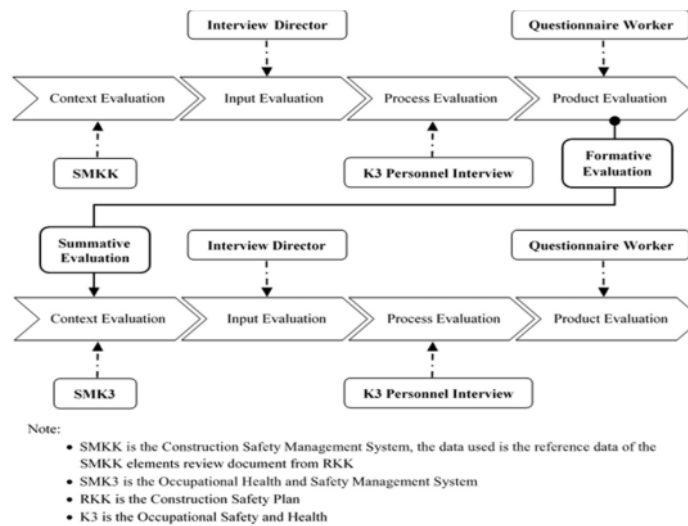 Interview Director
Questionnaire Worker
Context Evaluation
Input Evaluation
Process Evaluation
Product Evaluation
SMKK
K3 Personnel Interview
Formative
Evaluation
Summative
Evaluation
Interview Director
Questionnaire Worker
Context Evaluation
Input Evaluation
Process Evaluation
Product Evaluation
SMK3
K3 Personnel Interview
Note:
• SMKK is the Construction Safety Management System, the data used is the reference data of the
SMKK elements review document from RKK
• SMK3 is the Occupational Health and Safety Management System
• RKK is the Construction Safety Plan
• K3 is the Occupational Safety and Health